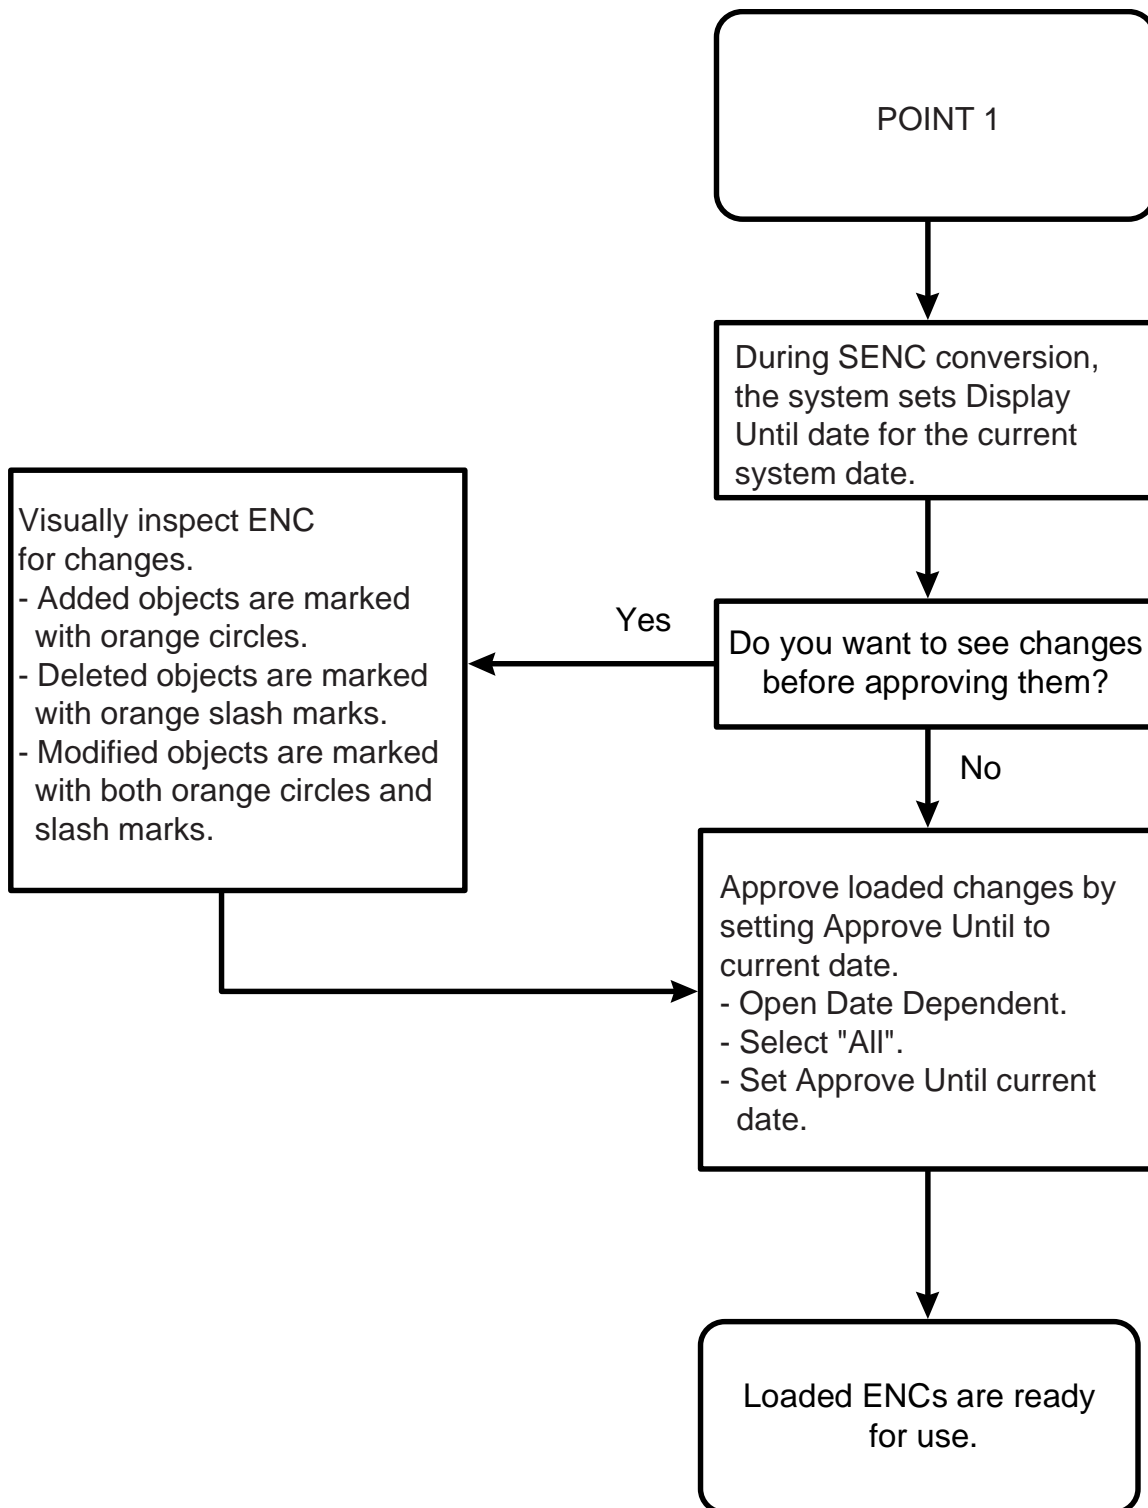 POINT 1
During SENC conversion,
the system sets Display
Until date for the current
system date.
Do you want to see changes
before approving them?
Yes
No
Visually inspect ENC
for changes.
- Added objects are marked
with orange circles.
- Deleted objects are marked
with orange slash marks.
- Modified objects are marked
with both orange circles and
slash marks.
Approve loaded changes by
setting Approve Until to
current date.
- Open Date Dependent.
- Select "All".
- Set Approve Until current
date.
Loaded ENCs are ready
for use.